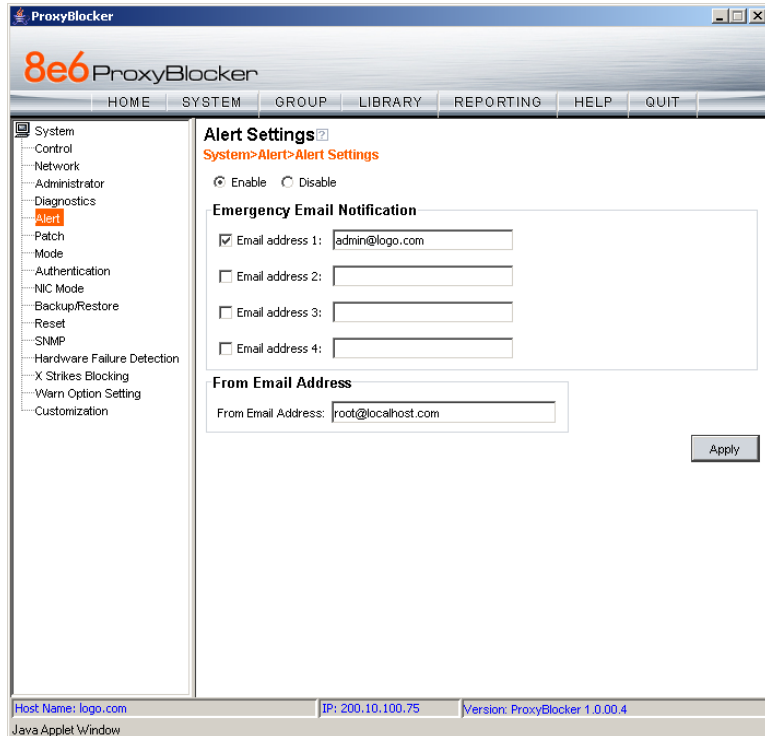 ProxyBlocker
8e6 ProxyBlocker
HOME SYSTEM GROUP LIBRARY REPORTING HELP QUIT
System
Control
Network
Administrator
Diagnostics
Alert
Patch
Mode
Authentication
NIC Mode
Backup/Restore
Reset
SNMP
Hardware Failure Detection
X Strikes Blocking
Warn Option Setting
Customization
Alert Settings ?
System>Alert>Alert Settings
Enable Disable
Emergency Email Notification
Email address 1: admin@logo.com
Email address 2:
Email address 3:
Email address 4:
From Email Address
From Email Address: root@localhost.com
Apply
Host Name: logo.com IP: 200.10.100.75 Version: ProxyBlocker 1.0.00.4
Java Applet Window